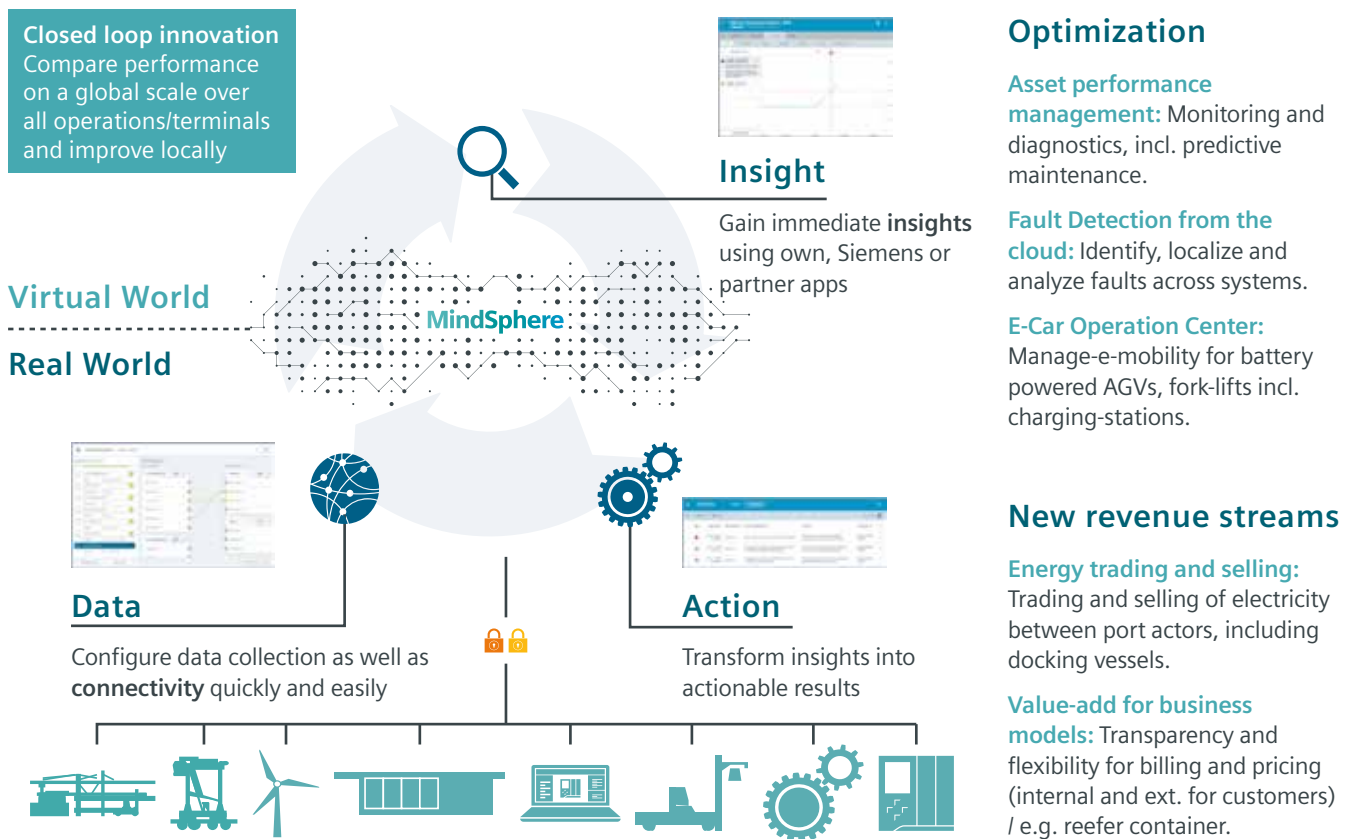 Closed loop innovation
Compare performance
on a global scale over
all operations/terminals
and improve locally
Insight
Gain immediate insights
using own, Siemens or
partner apps
Virtual World
MindSphere
Real World
Data
Configure data collection as well as
connectivity quickly and easily
Action
Transform insights into
actionable results
Optimization
Asset performance
management: Monitoring and
diagnostics, incl. predictive
maintenance.
Fault Detection from the
cloud: Identify, localize and
analyze faults across systems.
E-Car Operation Center:
Manage-e-mobility for battery
powered AGVs, fork-lifts incl.
charging-stations.
New revenue streams
Energy trading and selling:
Trading and selling of electricity
between port actors, including
docking vessels.
Value-add for business
models: Transparency and
flexibility for billing and pricing
(internal and ext. for customers)
/ e.g. reefer container.